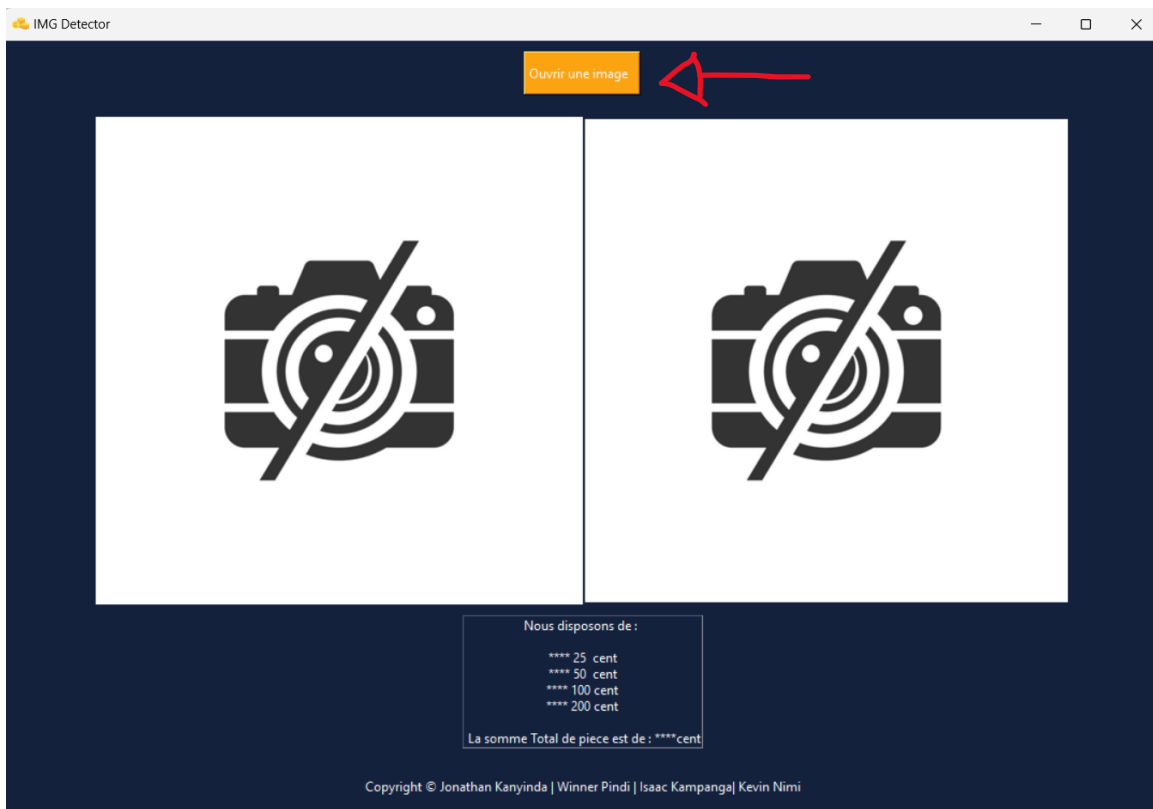 IMG Detector
Ouvrir une image
Nous disposons de :
**** 25 cent
**** 50 cent
**** 100 cent
**** 200 cent
La somme Total de piece est de : ****cent
Copyright © Jonathan Kanyinda | Winner Pindi | Isaac Kampanga| Kevin Nimi